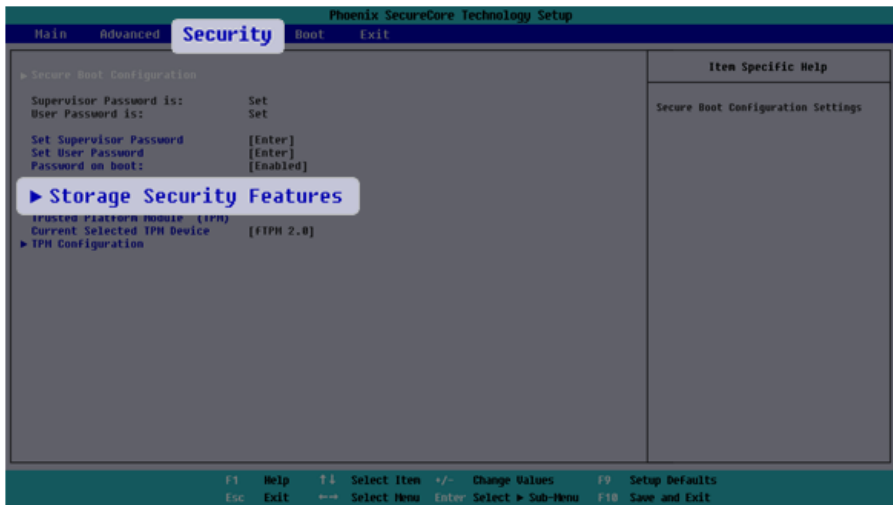 Phoenix SecureCore Technology Setup
Main Advanced Security Boot Exit
Item Specific Help
▶ Secure Boot Configuration
Secure Boot Configuration Settings
Supervisor Password is: Set
User Password is: Set
Set Supervisor Password [Enter]
Set User Password [Enter]
Password on boot: [Enabled]
▶ Storage Security Features
Trusted Platform Module (TPM)
Current Selected TPM Device [fTPM 2.0]
▶ TPM Configuration
F1 Help ↑↓ Select Item +/- Change Values F9 Setup Defaults
Esc Exit ←→ Select Menu Enter Select ▶ Sub-Menu F10 Save and Exit